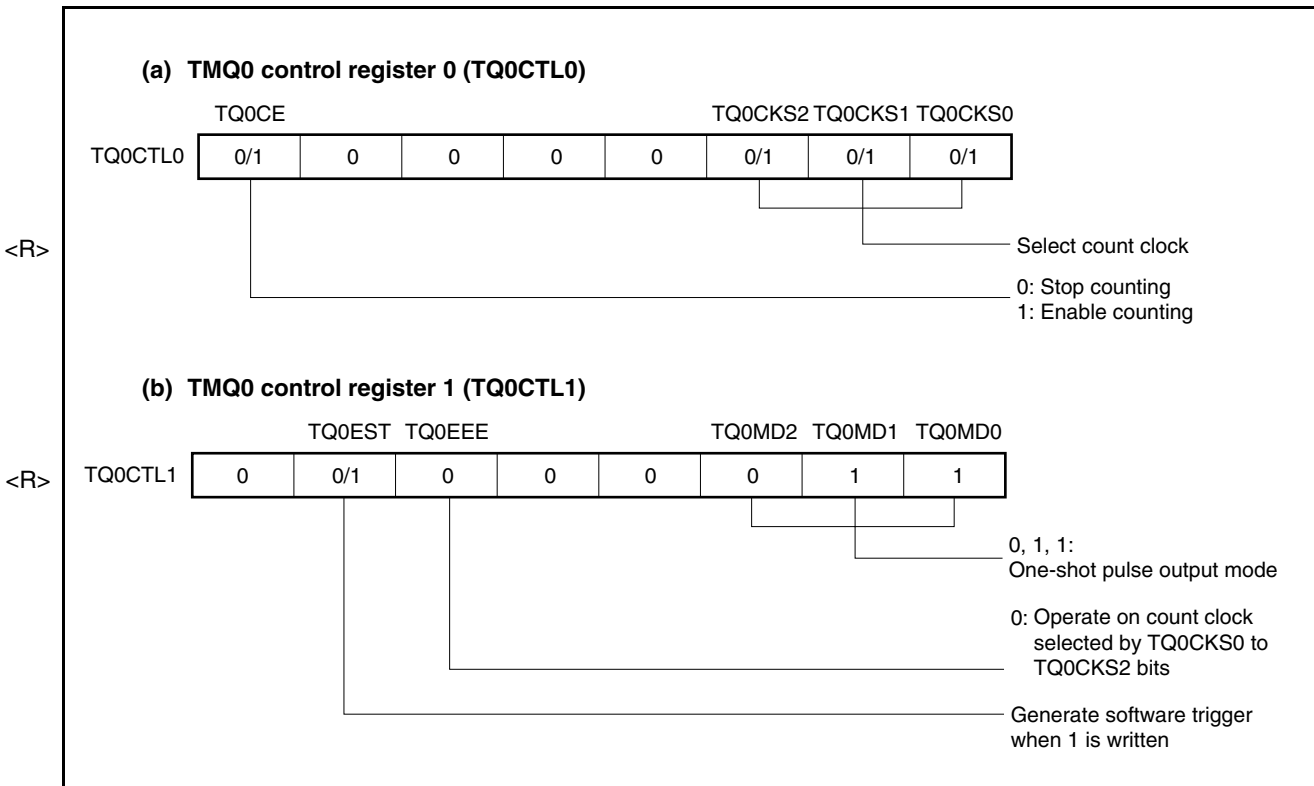 (a) TMQ0 control register 0 (TQ0CTL0)
TQ0CE TQ0CKS2 TQ0CKS1 TQ0CKS0
TQ0CTL0 0/1 0 0 0 0 0/1 0/1 0/1
<R> Select count clock
0: Stop counting
1: Enable counting
(b) TMQ0 control register 1 (TQ0CTL1)
TQ0EST TQ0EEE TQ0MD2 TQ0MD1 TQ0MD0
<R> TQ0CTL1 0 0/1 0 0 0 0 1 1
0, 1, 1:
One-shot pulse output mode
0: Operate on count clock
selected by TQ0CKS0 to
TQ0CKS2 bits
Generate software trigger
when 1 is written